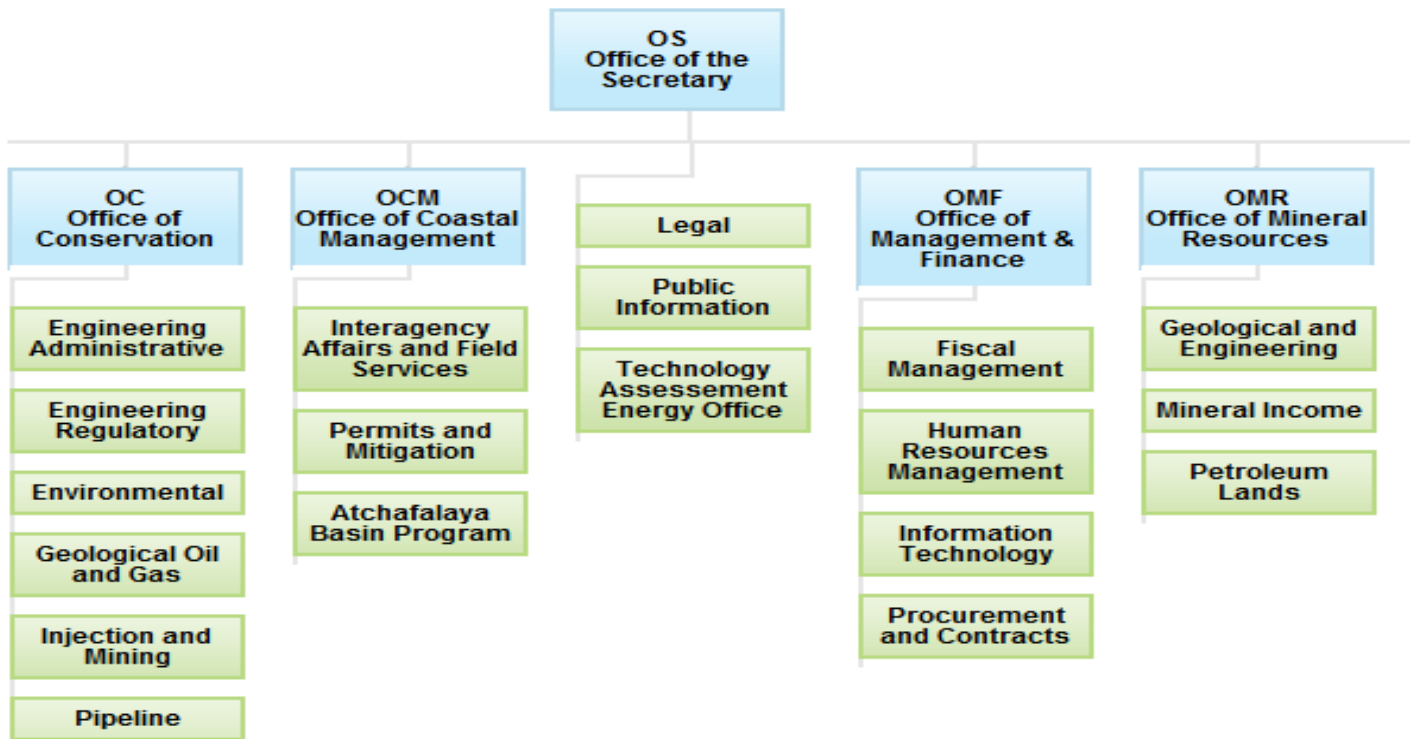 OS
Office of the
Secretary
OC
Office of
Conservation
Engineering
Administrative
Engineering
Regulatory
Environmental
Geological Oil
and Gas
Injection and
Mining
Pipeline
OCM
Office of Coastal
Management
Interagency
Affairs and Field
Services
Permits and
Mitigation
Atchafalaya
Basin Program
Legal
Public
Information
Technology
Assessement
Energy Office
OMF
Office of
Management &
Finance
Fiscal
Management
Human
Resources
Management
Information
Technology
Procurement
and Contracts
OMR
Office of Mineral
Resources
Geological and
Engineering
Mineral Income
Petroleum
Lands